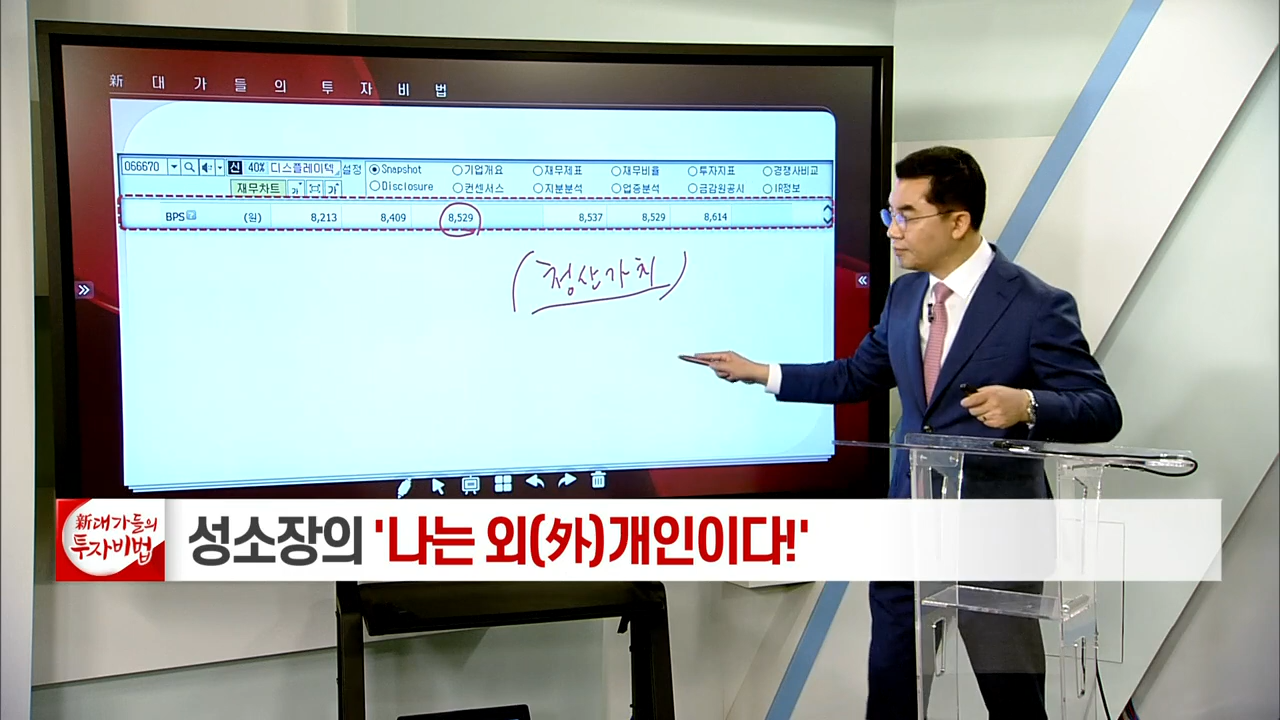 新 대 가 들 의 투 자 비 법
066670 신 40% 디스플레이텍 설정 Snapshot 기업개요 재무제표 재무비율 투자지표 경쟁사비교
재무차트 Disclosure 컨센서스 지분분석 업종분석 금감원공시 IR정보
BPS (원) 8,213 8,409 8,529 8,537 8,529 8,614
(청산가치)
新대가들의
투자비법
성소장의 '나는 외(外)개인이다!'